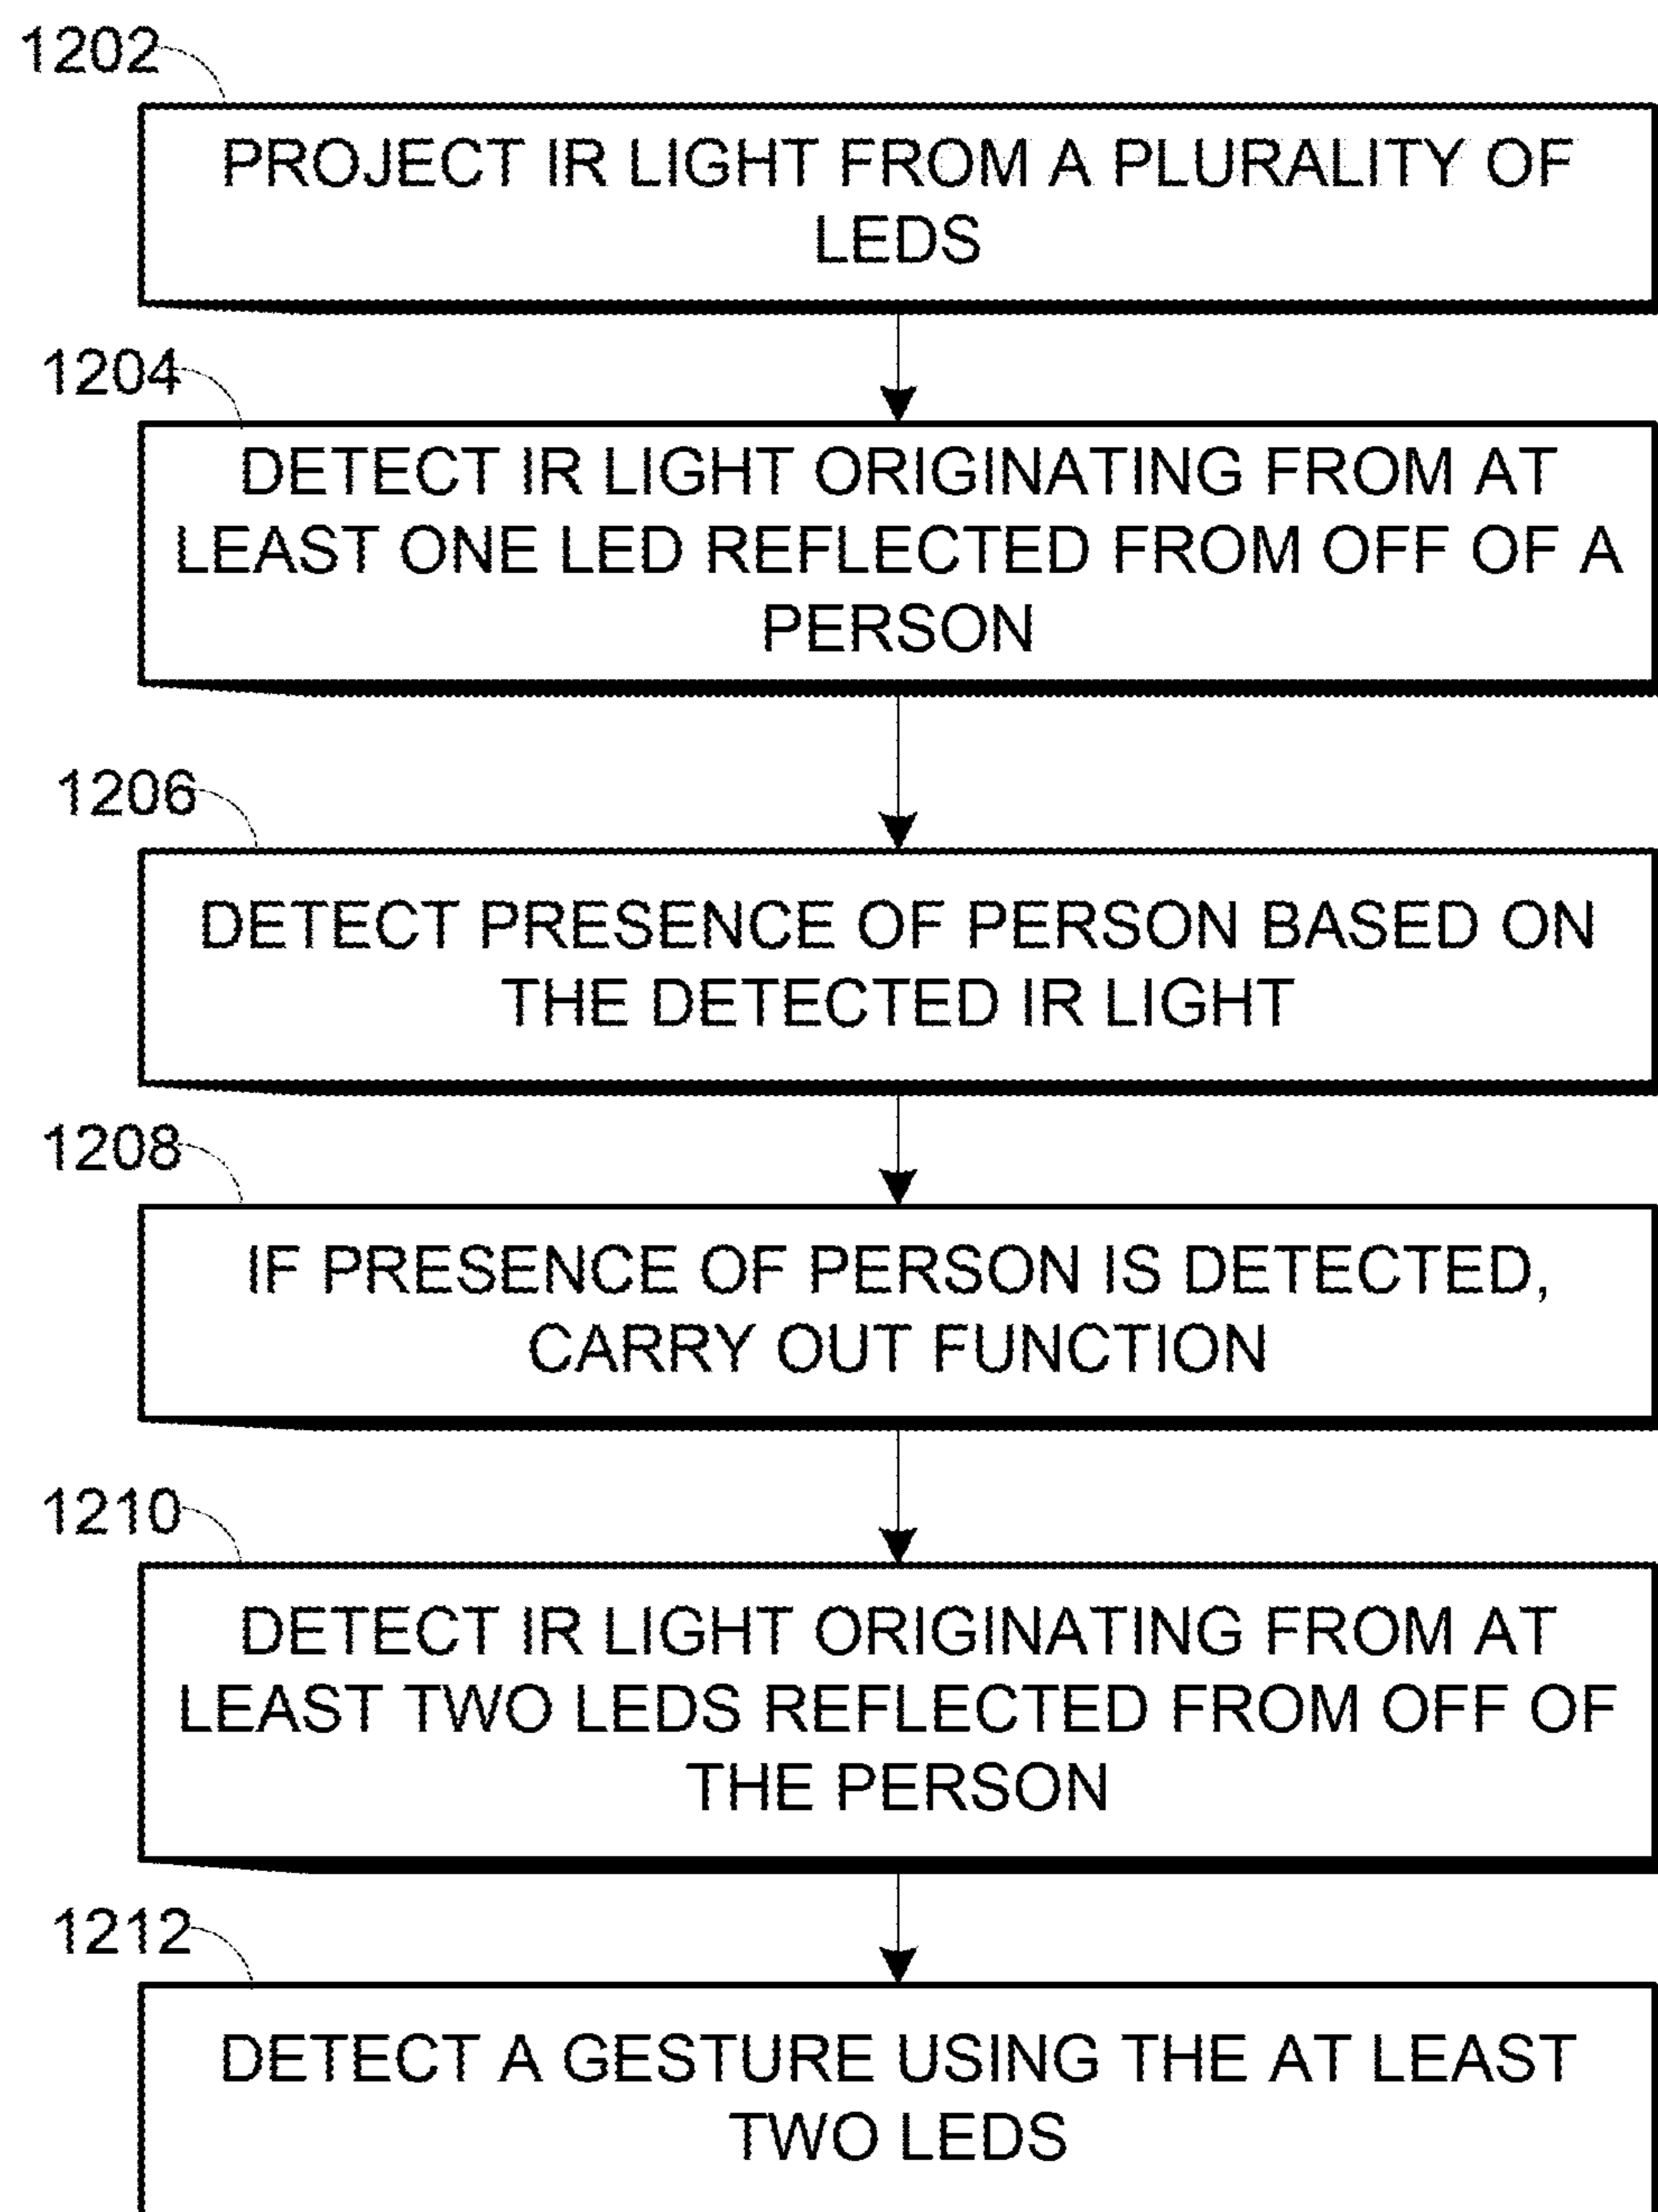 1202
PROJECT IR LIGHT FROM A PLURALITY OF
LEDS
1204
DETECT IR LIGHT ORIGINATING FROM AT
LEAST ONE LED REFLECTED FROM OFF OF A
PERSON
1206
DETECT PRESENCE OF PERSON BASED ON
THE DETECTED IR LIGHT
1208
IF PRESENCE OF PERSON IS DETECTED,
CARRY OUT FUNCTION
1210
DETECT IR LIGHT ORIGINATING FROM AT
LEAST TWO LEDS REFLECTED FROM OFF OF
THE PERSON
1212
DETECT A GESTURE USING THE AT LEAST
TWO LEDS